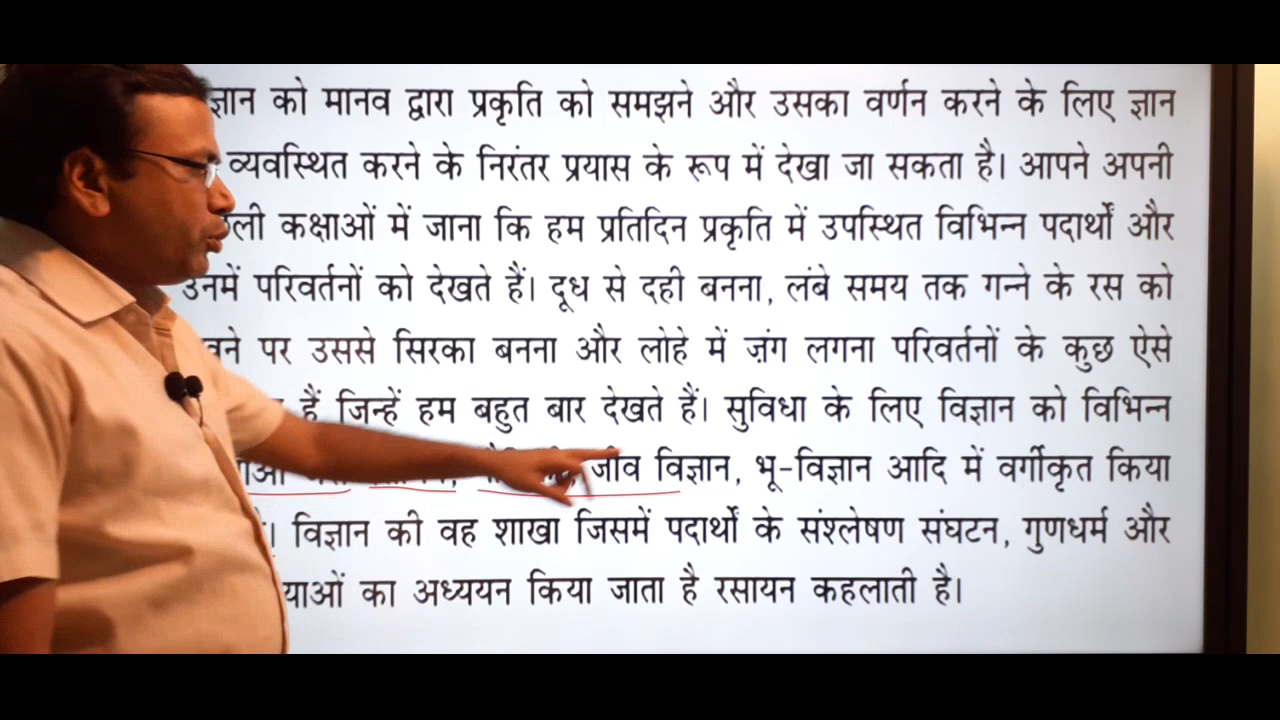 को मानव द्वारा प्रकृति को समझने और उसका वर्णन करने के लिए ज्ञान
व्यवस्थित करने के निरंतर प्रयास के रूप में देखा जा सकता है। आपने अपनी
कक्षाओं में जाना कि हम प्रतिदिन प्रकृति में उपस्थित विभिन्न पदार्थों और
उनमें परिवर्तनों को देखते हैं। दूध से दही बनना, लंबे समय तक गन्ने के रस को
पर उससे सिरका बनना और लोहे में ज़ंग लगना परिवर्तनों के कुछ ऐसे
हैं जिन्हें हम बहुत बार देखते हैं। सुविधा के लिए विज्ञान को विभिन्न
जीव विज्ञान, भू-विज्ञान आदि में वर्गीकृत किया
विज्ञान की वह शाखा जिसमें पदार्थों के संश्लेषण संघटन, गुणधर्म और
का अध्ययन किया जाता है रसायन कहलाती है।